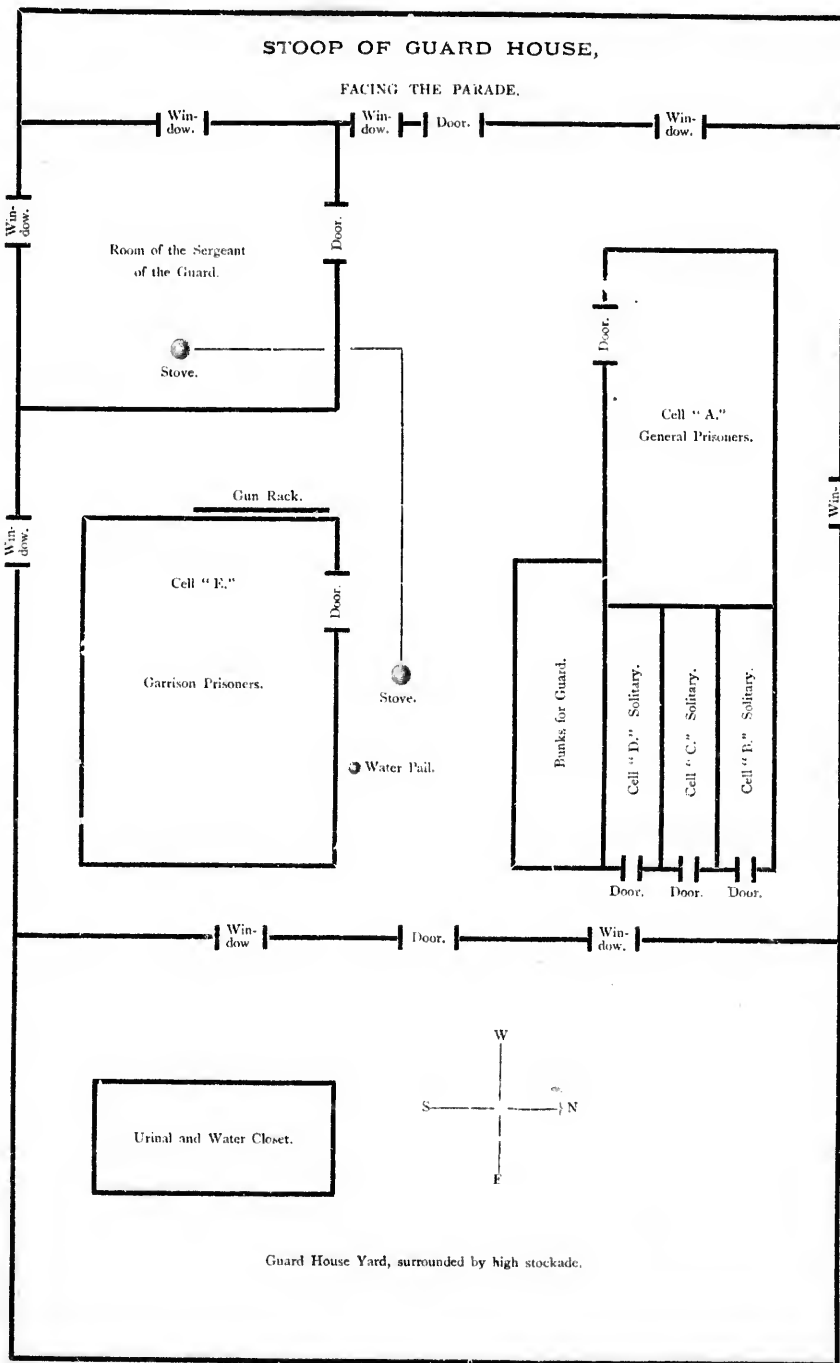 STOOP OF GUARD HOUSE,
FACING THE PARADE.
Win-
dow.
Win-
dow.
Door.
Win-
dow.
Win-
dow.
Room of the Sergeant
of the Guard.
Door.
Stove.
Door.
Cell "A."
General Prisoners.
Gun Rack.
Win-
Win-
dow.
Cell "E."
Door.
Garrison Prisoners.
Stove.
Water Pail.
Bunks for Guard.
Cell "D." Solitary.
Cell "C." Solitary.
Cell "B." Solitary.
Door.
Door.
Door.
Win-
dow
Door.
Win-
dow.
W
S
N
E
Urinal and Water Closet.
Guard House Yard, surrounded by high stockade.